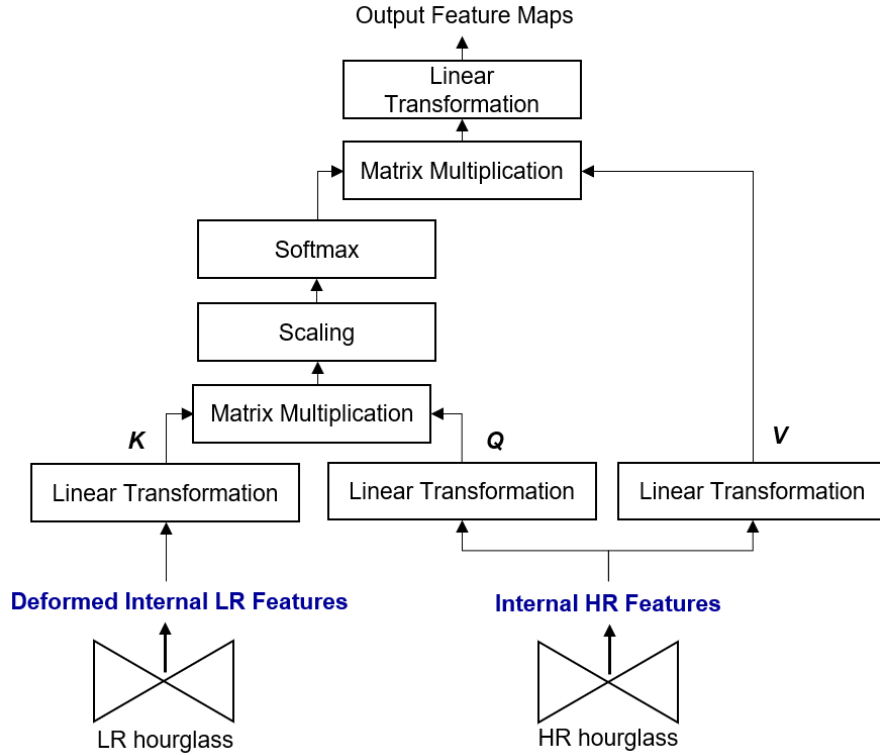 Output Feature Maps
Linear
Transformation
Matrix Multiplication
Softmax
Scaling
Matrix Multiplication
K
Q
V
Linear Transformation
Linear Transformation
Linear Transformation
Deformed Internal LR Features
Internal HR Features
LR hourglass
HR hourglass